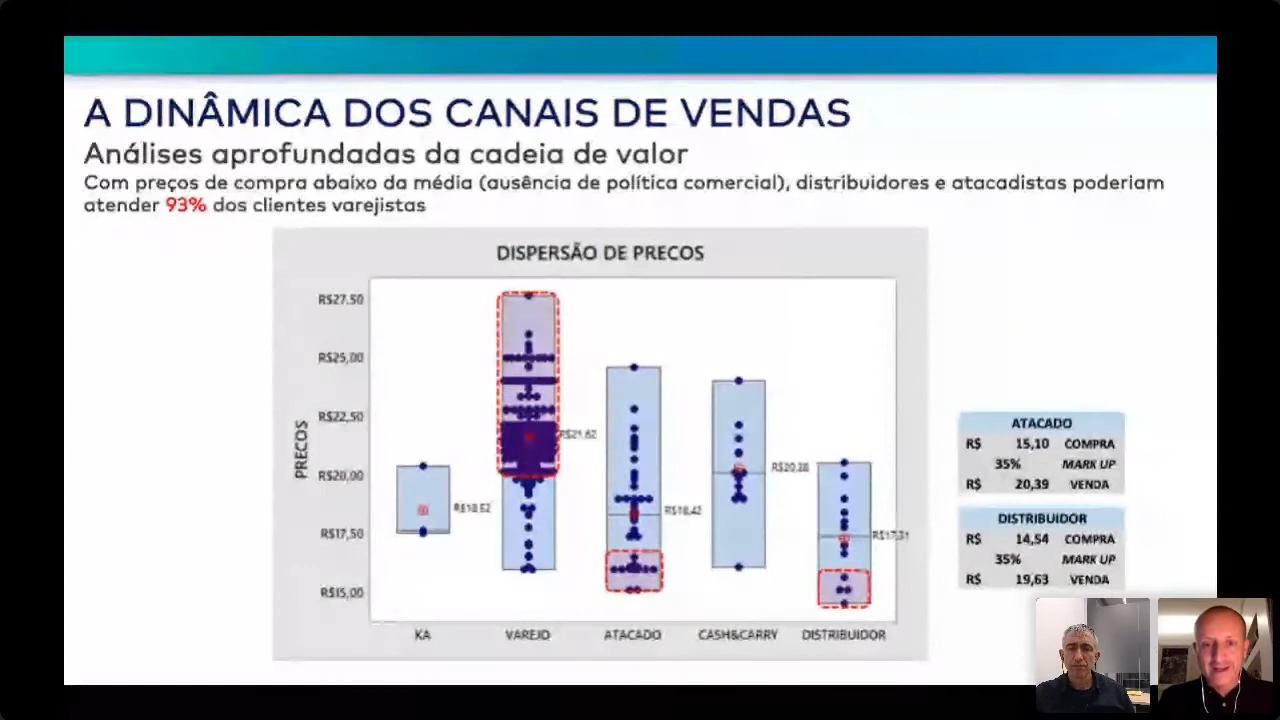 A DINÂMICA DOS CANAIS DE VENDAS
Análises aprofundadas da cadeia de valor
Com preços de compra abaixo da média (ausência de política comercial), distribuidores e atacadistas poderiam
atender 93% dos clientes varejistas
DISPERSÃO DE PRECOS
PRECOS
R$27,50
R$25,00
R$22,50
R$20,00
R$17,50
R$15,00
R$18,52
R$21,62
R$18,42
R$20,28
R$17,31
KA
VAREJO
ATACADO
CASH&CARRY
DISTRIBUIDOR
ATACADO
R$ 15,10 COMPRA
35% MARK UP
R$ 20,39 VENDA
DISTRIBUIDOR
R$ 14,54 COMPRA
35% MARK UP
R$ 19,63 VENDA